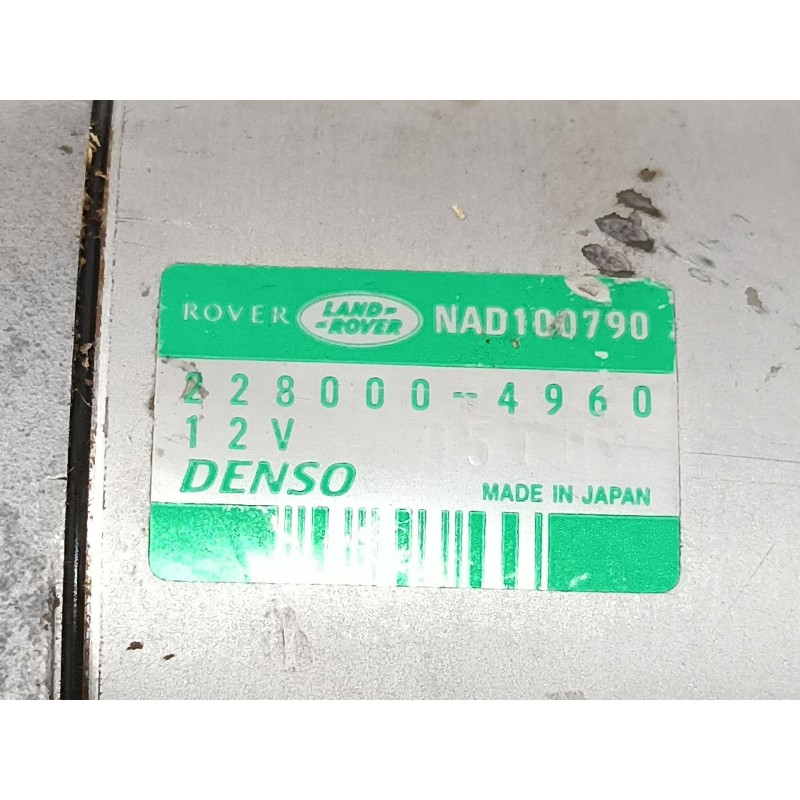 ROVER LAND-ROVER NAD100790
228000-4960
12V
DENSO MADE IN JAPAN